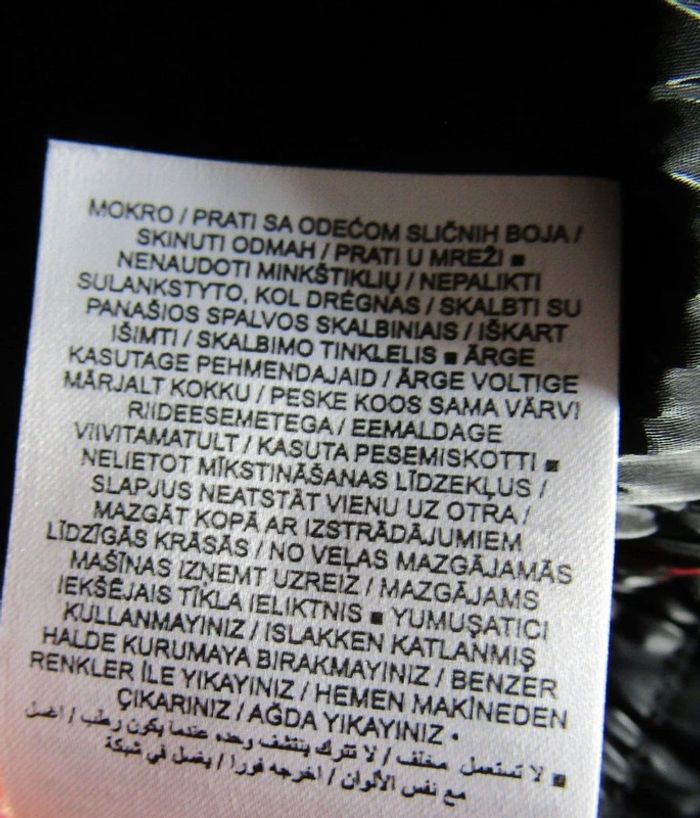 MOKRO / PRATI SA ODEĆOM SLIČNIH BOJA /
SKINUTI ODMAH / PRATI U MREŽI ■
NENAUDOTI MINKŠTIKLIŲ / NEPALIKTI
SULANKSTYTO, KOL DRĖGNAS / SKALBTI SU
PANAŠIOS SPALVOS SKALBINIAIS / IŠKART
IŠIMTI / SKALBIMO TINKLELIS ■ ÄRGE
KASUTAGE PEHMENDAJAID / ÄRGE VOLTIGE
MÄRJALT KOKKU / PESKE KOOS SAMA VÄRVI
RIIDEESEMETEGA / EEMALDAGE
VIIVITAMATULT / KASUTA PESEMISKOTTI ■
NELIETOT MĪKSTINĀŠANAS LĪDZEKĻUS /
SLAPJUS NEATSTĀT VIENU UZ OTRA /
MAZGĀT KOPĀ AR IZSTRĀDĀJUMIEM
LĪDZĪGĀS KRĀSĀS / NO VEĻAS MAZGĀJAMĀS
MAŠĪNAS IZŅEMT UZREIZ / MAZGĀJAMS
IEKŠĒJAIS TĪKLA IELIKTNIS ■ YUMUŞATICI
KULLANMAYINIZ / ISLAKKEN KATLANMIŞ
HALDE KURUMAYA BIRAKMAYINIZ / BENZER
RENKLER İLE YIKAYINIZ / HEMEN MAKİNEDEN
ÇIKARINIZ / AĞDA YIKAYINIZ •
■ لا تستعمل مخلف / لا تترك ينتشف وحده عندما يكون رطب / اغسل
مع نفس الألوان / اخرجه فورا / يغسل في شبكة